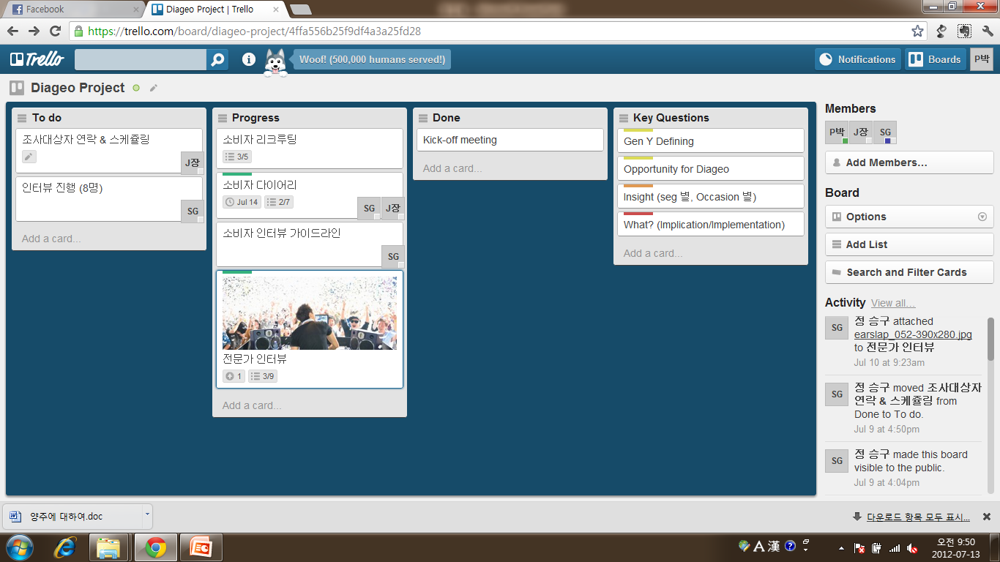 Facebook
Diageo Project | Trello
https://trello.com/board/diageo-project/4ffa556b25f9df4a3a25fd28
Trello
Woof! (500,000 humans served!)
Notifications
Boards
P박
Diageo Project
To do
조사대상자 연락 & 스케쥴링
J장
인터뷰 진행 (8명)
SG
Add a card...
Progress
소비자 리크루팅
3/5
소비자 다이어리
Jul 14
2/7
SG
J장
소비자 인터뷰 가이드라인
SG
전문가 인터뷰
1
3/9
Add a card...
Done
Kick-off meeting
Add a card...
Key Questions
Gen Y Defining
Opportunity for Diageo
Insight (seg 별, Occasion 별)
What? (Implication/Implementation)
Add a card...
Members
P박
J장
SG
Add Members...
Board
Options
Add List
Search and Filter Cards
Activity
View all...
SG
정 승구 attached
earslap_052-390x280.jpg
to 전문가 인터뷰
Jul 10 at 9:23am
SG
정 승구 moved 조사대상자
연락 & 스케쥴링 from
Done to To do.
Jul 9 at 4:50pm
SG
정 승구 made this board
visible to the public.
Jul 9 at 4:04pm
양주에 대하여.doc
다운로드 항목 모두 표시...
A 漢
오전 9:50
2012-07-13